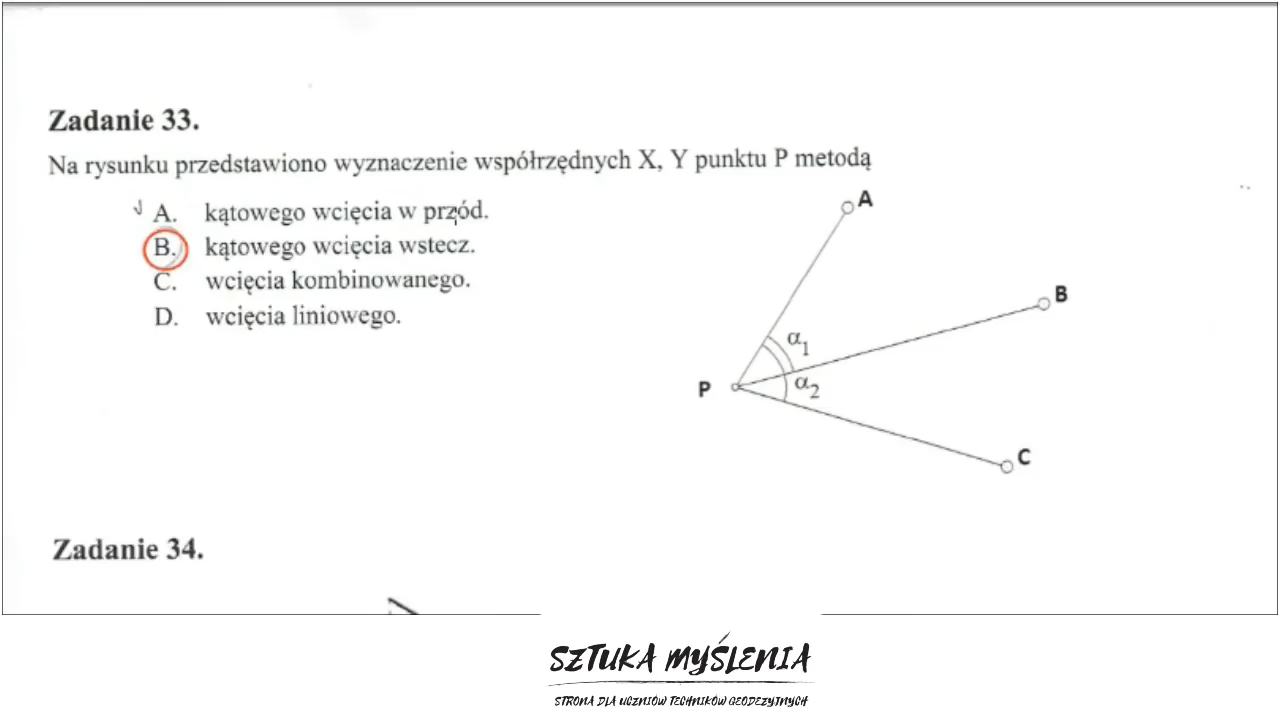 Zadanie 33.
Na rysunku przedstawiono wyznaczenie współrzędnych X, Y punktu P metodą
A. kątowego wcięcia w przód.
B. kątowego wcięcia wstecz.
C. wcięcia kombinowanego.
D. wcięcia liniowego.
A
B
α1
P
α2
C
Zadanie 34.
SZTUKA MYŚLENIA
STRONA DLA UCZNIÓW TECHNIKÓW GEODEZYJNYCH